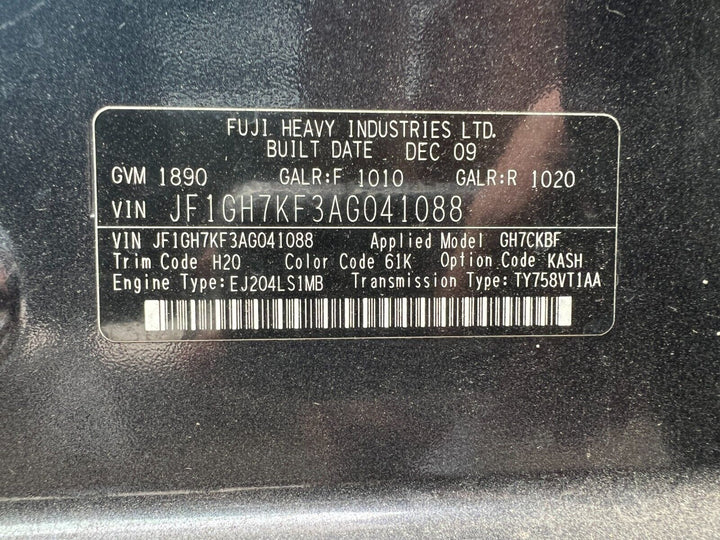 FUJI HEAVY INDUSTRIES LTD.
BUILT DATE DEC 09
GVM 1890 GALR:F 1010 GALR:R 1020
VIN JF1GH7KF3AG041088
VIN JF1GH7KF3AG041088 Applied Model GH7CKBF
Trim Code H20 Color Code 61K Option Code KASH
Engine Type:EJ204LS1MB Transmission Type:TY758VT1AA